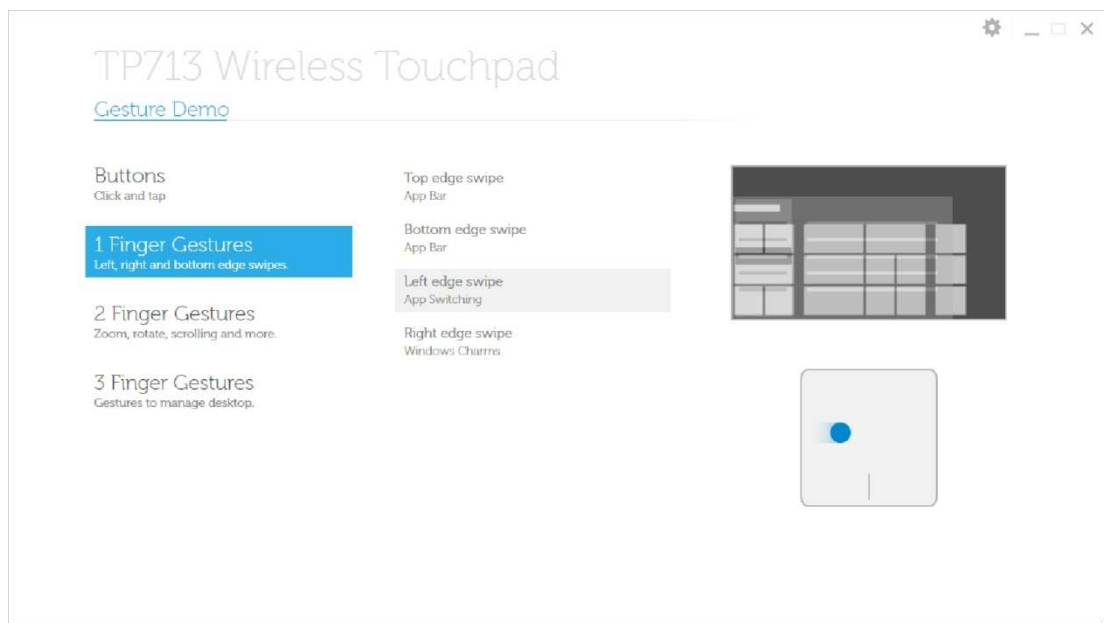 TP713 Wireless Touchpad
Gesture Demo
Buttons
Click and tap
1 Finger Gestures
Left, right and bottom edge swipes.
2 Finger Gestures
Zoom, rotate, scrolling and more.
3 Finger Gestures
Gestures to manage desktop.
Top edge swipe
App Bar
Bottom edge swipe
App Bar
Left edge swipe
App Switching
Right edge swipe
Windows Charms